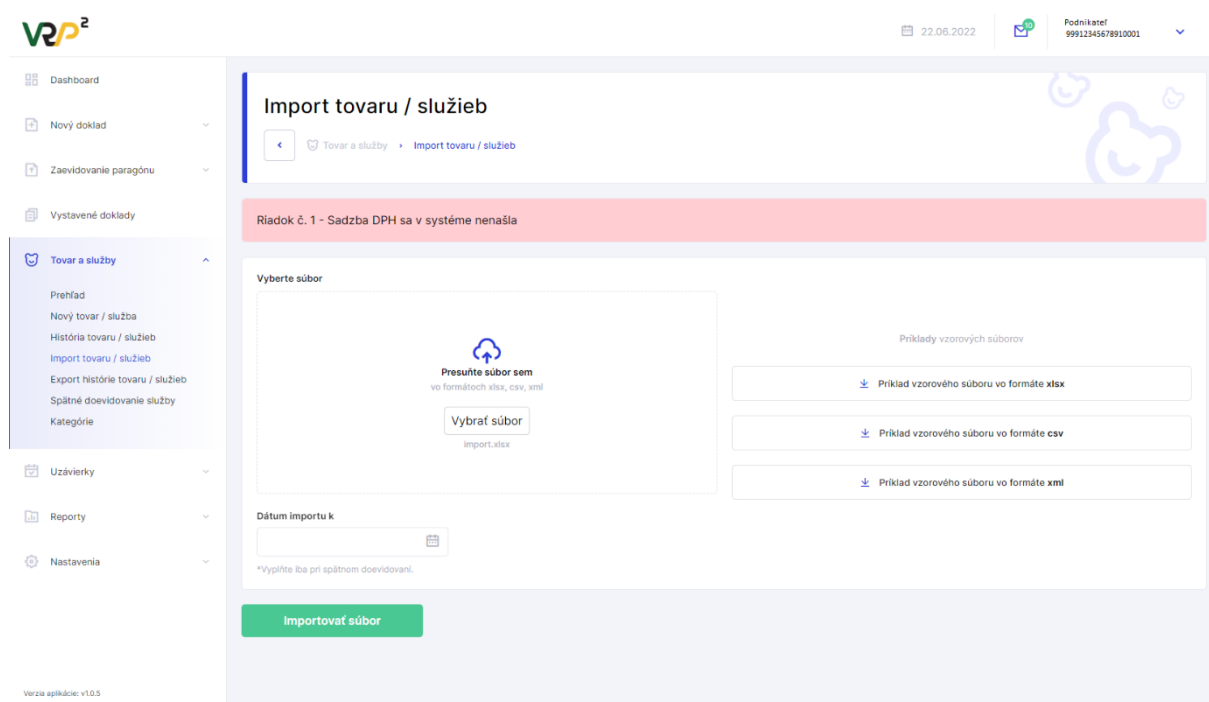 VRP²
22.06.2022
10
Podnikateľ
99912345678910001
Dashboard
Nový doklad
Zaevidovanie paragónu
Vystavené doklady
Tovar a služby
Prehľad
Nový tovar / služba
História tovaru / služieb
Import tovaru / služieb
Export histórie tovaru / služieb
Spätné doevidovanie služby
Kategórie
Uzávierky
Reporty
Nastavenia
Verzia aplikácie: v1.0.5
Import tovaru / služieb
Tovar a služby › Import tovaru / služieb
Riadok č. 1 - Sadzba DPH sa v systéme nenašla
Vyberte súbor
Presuňte súbor sem
vo formátoch xlsx, csv, xml
Vybrať súbor
import.xlsx
Príklady vzorových súborov
Príklad vzorového súboru vo formáte xlsx
Príklad vzorového súboru vo formáte csv
Príklad vzorového súboru vo formáte xml
Dátum importu k
*Vyplňte iba pri spätnom doevidovaní.
Importovať súbor